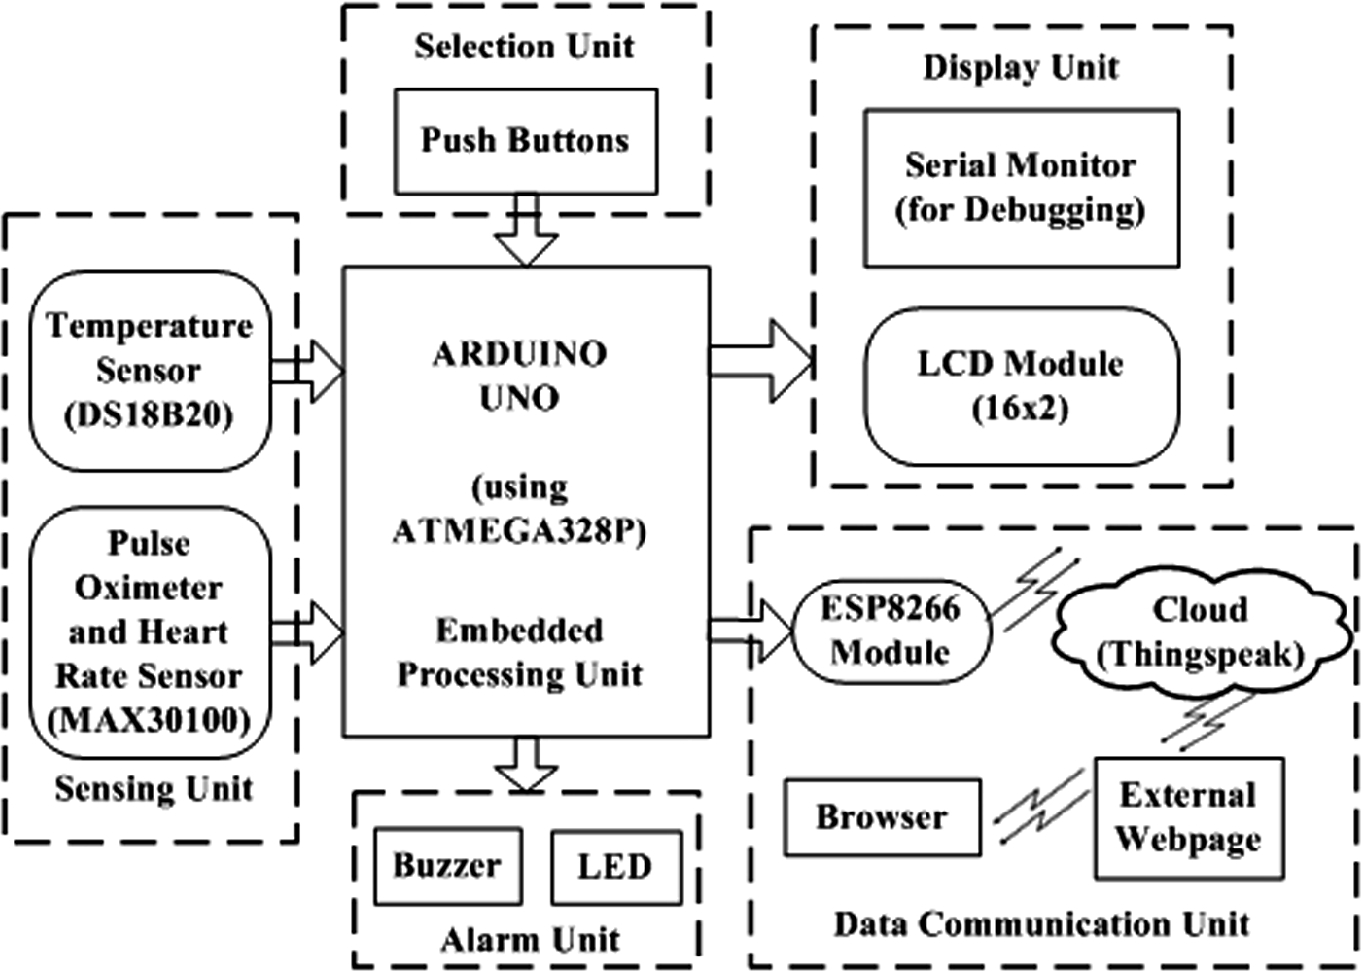 Selection Unit
Push Buttons
Display Unit
Serial Monitor
(for Debugging)
LCD Module
(16x2)
Temperature
Sensor
(DS18B20)
Pulse
Oximeter
and Heart
Rate Sensor
(MAX30100)
Sensing Unit
ARDUINO
UNO
(using
ATMEGA328P)
Embedded
Processing Unit
ESP8266
Module
Cloud
(Thingspeak)
External
Webpage
Browser
Data Communication Unit
Buzzer
LED
Alarm Unit